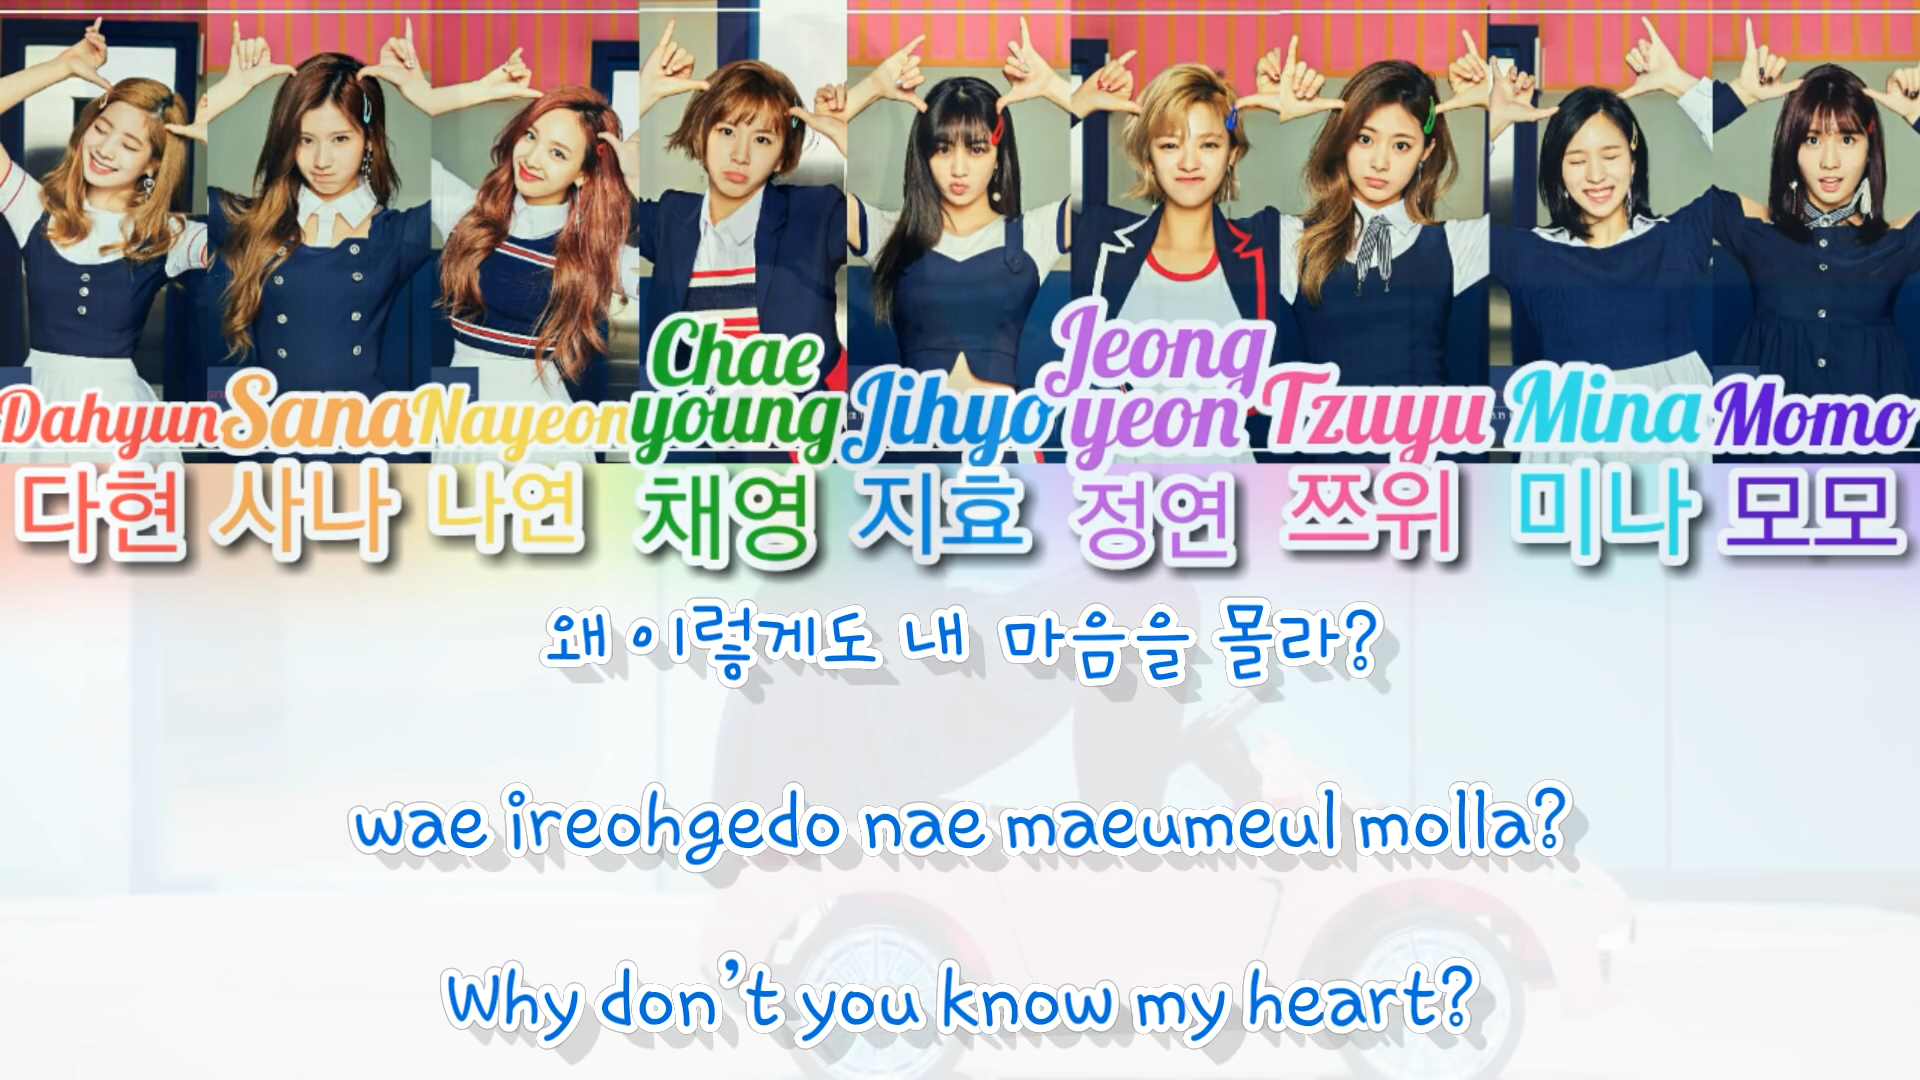 Dahyun Sana Nayeon Chae young Jihyo Jeong yeon Tzuyu Mina Momo
다현 사나 나연 채영 지효 정연 쯔위 미나 모모
왜 이렇게도 내 마음을 몰라?
wae ireohgedo nae maeumeul molla?
Why don't you know my heart?